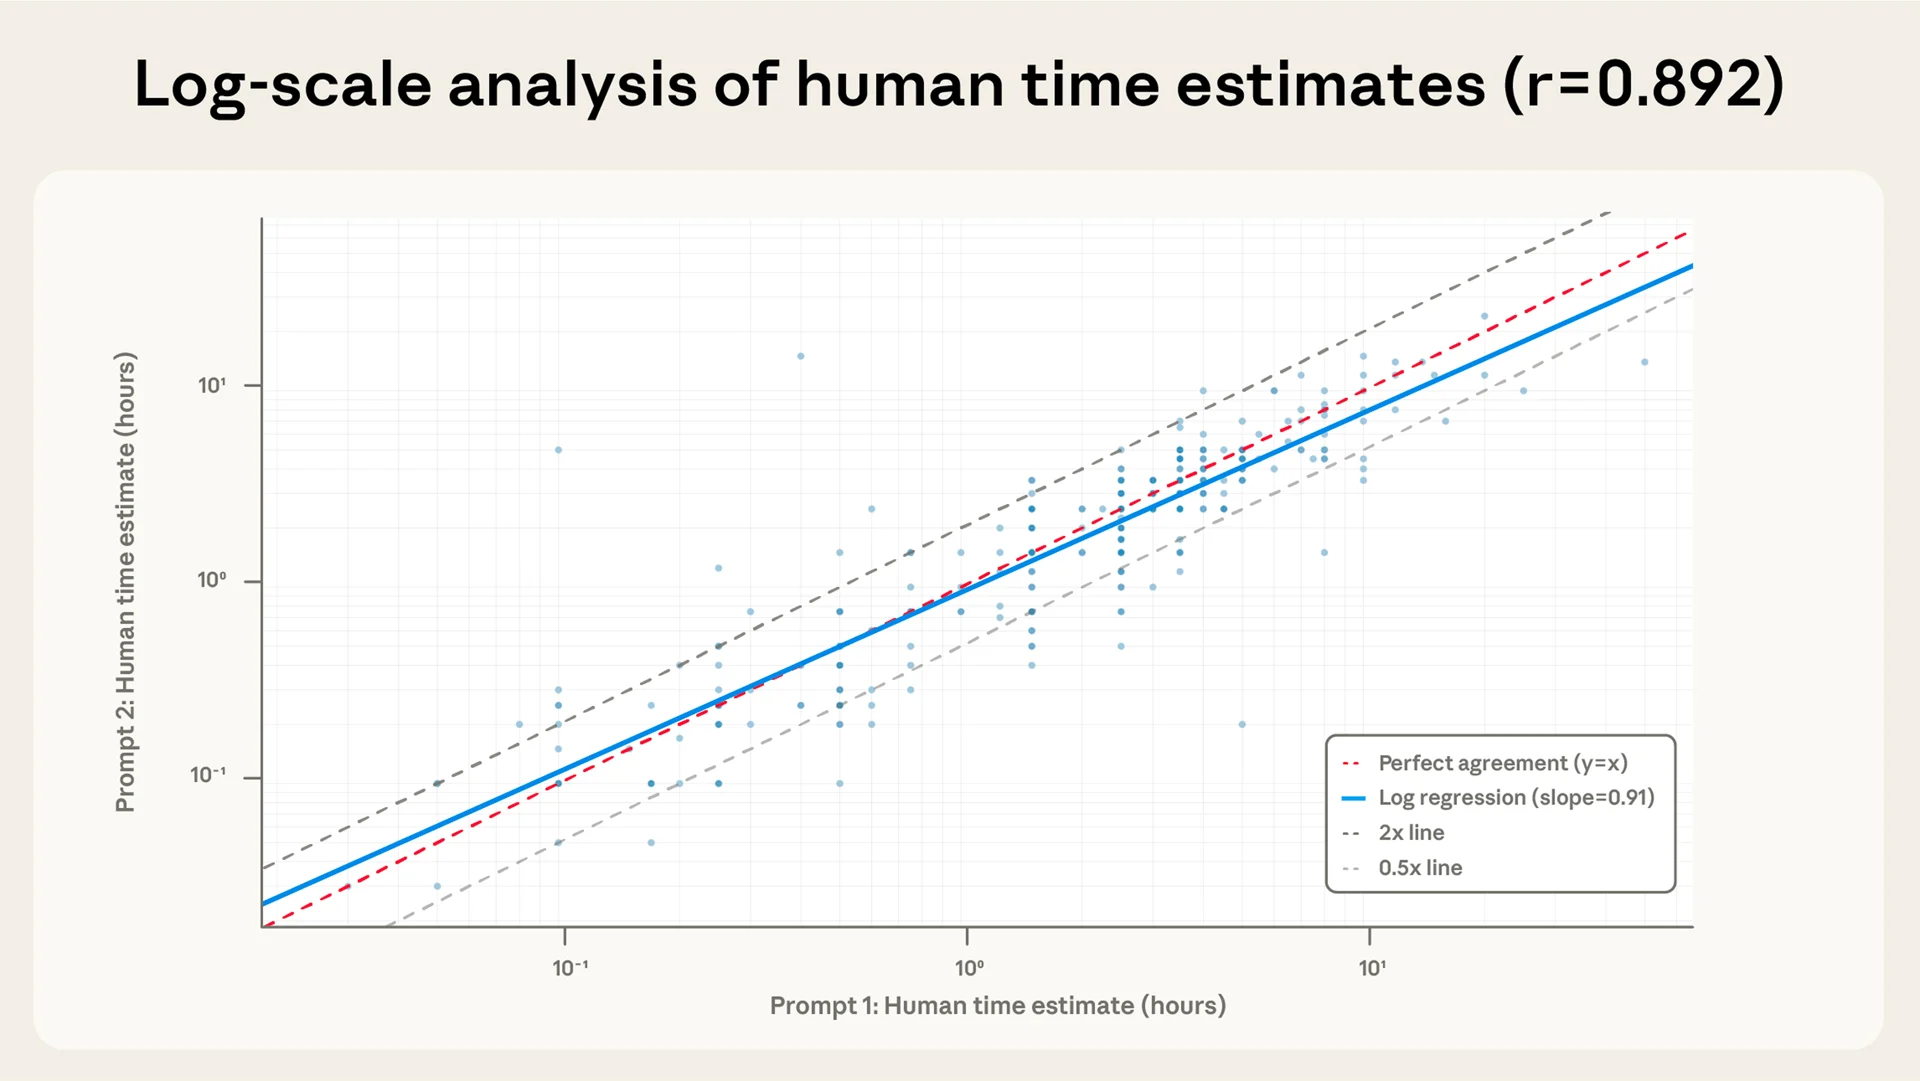 Log-scale analysis of human time estimates (r=0.892)
Prompt 2: Human time estimate (hours)
10¹
10⁰
10⁻¹
Perfect agreement (y=x)
Log regression (slope=0.91)
2x line
0.5x line
10⁻¹
10⁰
10¹
Prompt 1: Human time estimate (hours)